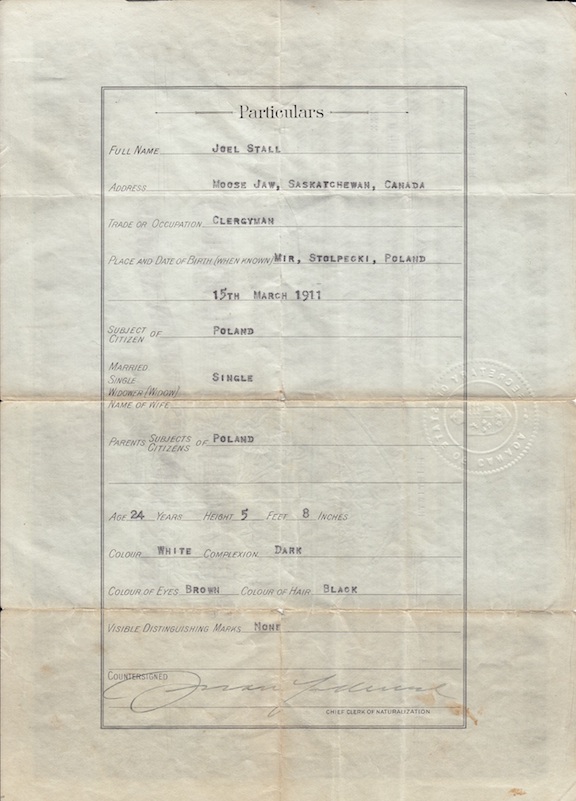 Particulars
FULL NAME JOEL STALL
ADDRESS MOOSE JAW, SASKATCHEWAN, CANADA
TRADE OR OCCUPATION CLERGYMAN
PLACE AND DATE OF BIRTH (WHEN KNOWN) MIR, STOLPECKI, POLAND
15TH MARCH 1911
SUBJECT
CITIZEN OF POLAND
MARRIED
SINGLE SINGLE
WIDOWER (WIDOW)
NAME OF WIFE
PARENTS SUBJECTS OF POLAND
CITIZENS
AGE 24 YEARS HEIGHT 5 FEET 8 INCHES
COLOUR WHITE COMPLEXION DARK
COLOUR OF EYES BROWN COLOUR OF HAIR BLACK
VISIBLE DISTINGUISHING MARKS NONE
COUNTERSIGNED
CHIEF CLERK OF NATURALIZATION